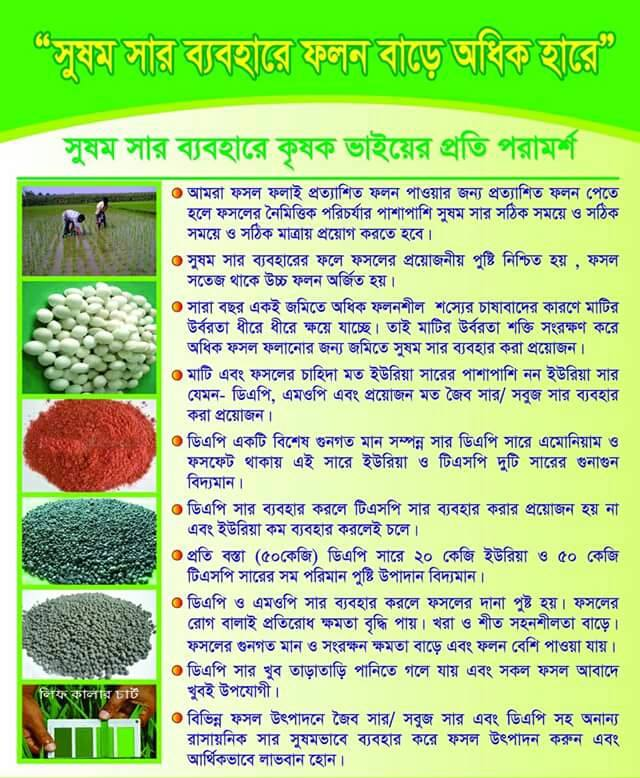 “সুষম সার ব্যবহারে ফলন বাড়ে অধিক হারে”
সুষম সার ব্যবহারে কৃষক ভাইয়ের প্রতি পরামর্শ
আমরা ফসল ফলাই প্রত্যাশিত ফলন পাওয়ার জন্য প্রত্যাশিত ফলন পেতে
হলে ফসলের নৈমিত্তিক পরিচর্যার পাশাপাশি সুষম সার সঠিক সময়ে ও সঠিক
সময়ে ও সঠিক মাত্রায় প্রয়োগ করতে হবে।
সুষম সার ব্যবহারের ফলে ফসলের প্রয়োজনীয় পুষ্টি নিশ্চিত হয় , ফসল
সতেজ থাকে উচ্চ ফলন অর্জিত হয়।
সারা বছর একই জমিতে অধিক ফলনশীল শস্যের চাষাবাদের কারণে মাটির
উর্বরতা ধীরে ধীরে ক্ষয়ে যাচ্ছে। তাই মাটির উর্বরতা শক্তি সংরক্ষণ করে
অধিক ফসল ফলানোর জন্য জমিতে সুষম সার ব্যবহার করা প্রয়োজন।
মাটি এবং ফসলের চাহিদা মত ইউরিয়া সারের পাশাপাশি নন ইউরিয়া সার
যেমন- ডিএপি, এমওপি এবং প্রয়োজন মত জৈব সার/ সবুজ সার ব্যবহার
করা প্রয়োজন।
ডিএপি একটি বিশেষ গুনগত মান সম্পন্ন সার ডিএপি সারে এমোনিয়াম ও
ফসফেট থাকায় এই সারে ইউরিয়া ও টিএসপি দুটি সারের গুনাগুন
বিদ্যমান।
ডিএপি সার ব্যবহার করলে টিএসপি সার ব্যবহার করার প্রয়োজন হয় না
এবং ইউরিয়া কম ব্যবহার করলেই চলে।
প্রতি বস্তা (৫০কেজি) ডিএপি সারে ২০ কেজি ইউরিয়া ও ৫০ কেজি
টিএসপি সারের সম পরিমান পুষ্টি উপাদান বিদ্যমান।
ডিএপি ও এমওপি সার ব্যবহার করলে ফসলের দানা পুষ্ট হয়। ফসলের
রোগ বালাই প্রতিরোধ ক্ষমতা বৃদ্ধি পায়। খরা ও শীত সহনশীলতা বাড়ে।
ফসলের গুনগত মান ও সংরক্ষন ক্ষমতা বাড়ে এবং ফলন বেশি পাওয়া যায়।
ডিএপি সার খুব তাড়াতাড়ি পানিতে গলে যায় এবং সকল ফসল আবাদে
খুবই উপযোগী।
লিফ কালার চার্ট
বিভিন্ন ফসল উৎপাদনে জৈব সার/ সবুজ সার এবং ডিএপি সহ অনান্য
রাসায়নিক সার সুষমভাবে ব্যবহার করে ফসল উৎপাদন করুন এবং
আর্থিকভাবে লাভবান হোন।